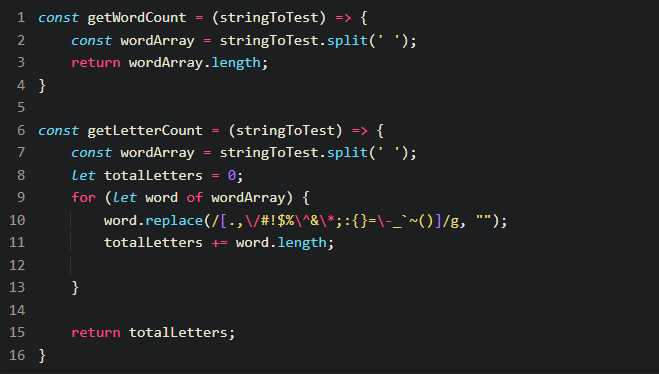 1 const getWordCount = (stringToTest) => {
2     const wordArray = stringToTest.split(' ');
3     return wordArray.length;
4 }
5
6 const getLetterCount = (stringToTest) => {
7     const wordArray = stringToTest.split(' ');
8     let totalLetters = 0;
9     for (let word of wordArray) {
10         word.replace(/[.,\/#!$%\^&\*;:{}=\-_`~()]/g, "");
11         totalLetters += word.length;
12
13     }
14
15     return totalLetters;
16 }